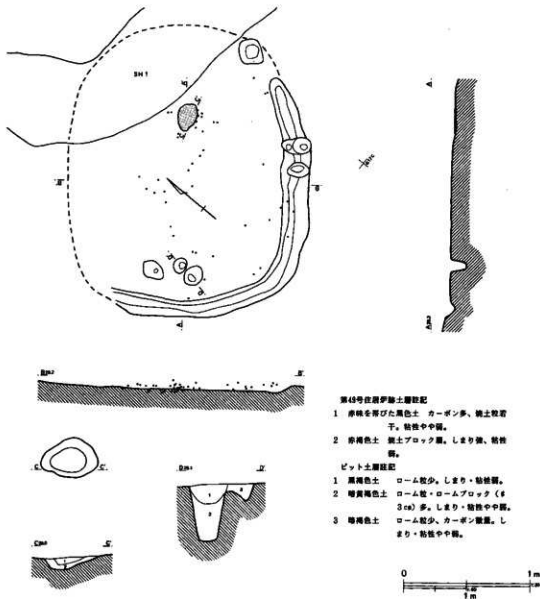 SH1
第49号住居炉跡土層註記
1 赤味を帯びた黒色土 カーボン多、焼土粒若
干。粘性やや弱。
2 赤褐色土 焼土ブロック層。しまり強、粘性
弱。
ピット土層註記
1 黒褐色土 ローム粒少。しまり・粘性弱。
2 暗黄褐色土 ローム粒・ロームブロック(φ
3㎝)多。しまり・粘性やや弱。
3 暗褐色土 ローム粒少、カーボン微量。し
まり・粘性やや弱。
A
B
B'
C
C'
D'
1
2
3
0
1m
1m